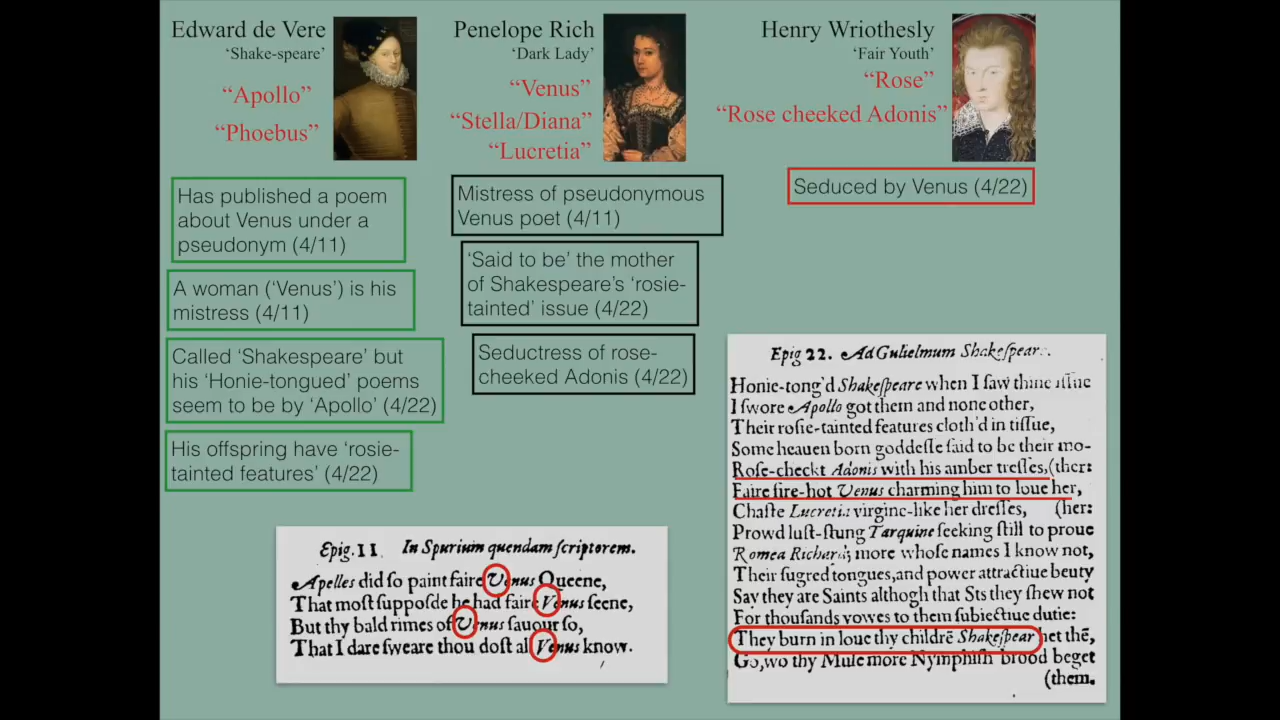 Edward de Vere
‘Shake-speare’
“Apollo”
“Phoebus”
Penelope Rich
‘Dark Lady’
“Venus”
“Stella/Diana”
“Lucretia”
Henry Wriothesly
‘Fair Youth’
“Rose”
“Rose cheeked Adonis”
Has published a poem
about Venus under a
pseudonym (4/11)
A woman (‘Venus’) is his
mistress (4/11)
Called ‘Shakespeare’ but
his ‘Honie-tongued’ poems
seem to be by ‘Apollo’ (4/22)
His offspring have ‘rosie-
tainted features’ (4/22)
Mistress of pseudonymous
Venus poet (4/11)
‘Said to be’ the mother
of Shakespeare’s ‘rosie-
tainted’ issue (4/22)
Seductress of rose-
cheeked Adonis (4/22)
Seduced by Venus (4/22)
Epig. 11. In Spurium quendam ſcriptorem.
Apelles did ſo paint faire Venus Queene,
That moſt ſuppoſde he had faire Venus ſeene,
But thy bald rimes of Venus ſauour ſo,
That I dare ſweare thou doſt al Venus know.
Epig 22. Ad Gulielmum Shakeſpear.
Honie-tong'd Shakeſpeare when I ſaw thine iſſue
I ſwore Apollo got them and none other,
Their roſie-tainted features cloth'd in tiſſue,
Some heauen born goddeſſe ſaid to be their mo-
Roſe-checkt Adonis with his amber treſſes, (ther:
Faire fire-hot Venus charming him to loue her,
Chaſte Lucretia virgine-like her dreſſes,
Prowd luſt-ſtung Tarquine ſeeking ſtill to proue (her:
Romea Richard; more whoſe names I know not,
Their ſugred tongues, and power attractiue beuty
Say they are Saints althogh that Sts they ſhew not
For thouſands vowes to them ſubiectiue dutie:
They burn in loue thy childrē Shakeſpear het thē,
Go, wo thy Muſe more Nymphiſh brood beget
(them.